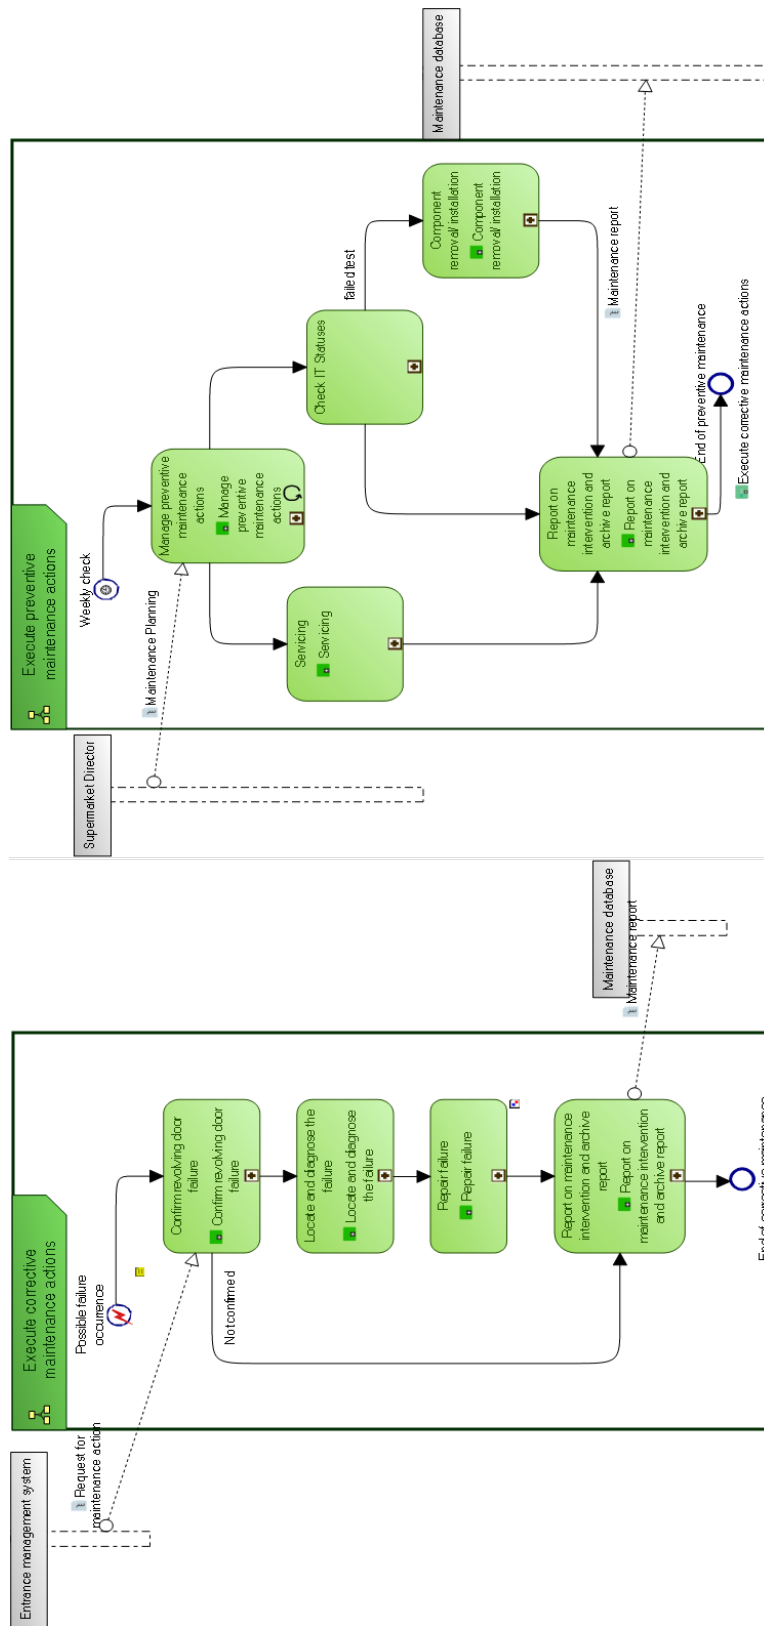 Entrance management system
Request for
maintenance action
Execute corrective
maintenance actions
Possible failure
occurrence
Confirm revolving door
failure
Confirm revolving door
failure
Not confirmed
Locate and diagnose the
failure
Locate and diagnose
the failure
Repair failure
Repair failure
Report on maintenance
intervention and archive
report
Report on
maintenance intervention
and archive report
Maintenance database
Maintenance report
End of corrective maintenance
Supermarket Director
Maintenance Planning
Execute preventive
maintenance actions
Weekly check
Manage preventive
maintenance
actions
Manage
preventive
maintenance
actions
Servicing
Servicing
Check IT Statuses
failed test
Component
removal/ installation
Component
removal/ installation
Report on
maintenance
intervention and
archive report
Report on
maintenance
intervention and
archive report
Maintenance report
Maintenance database
End of preventive maintenance
Execute corrective maintenance actions